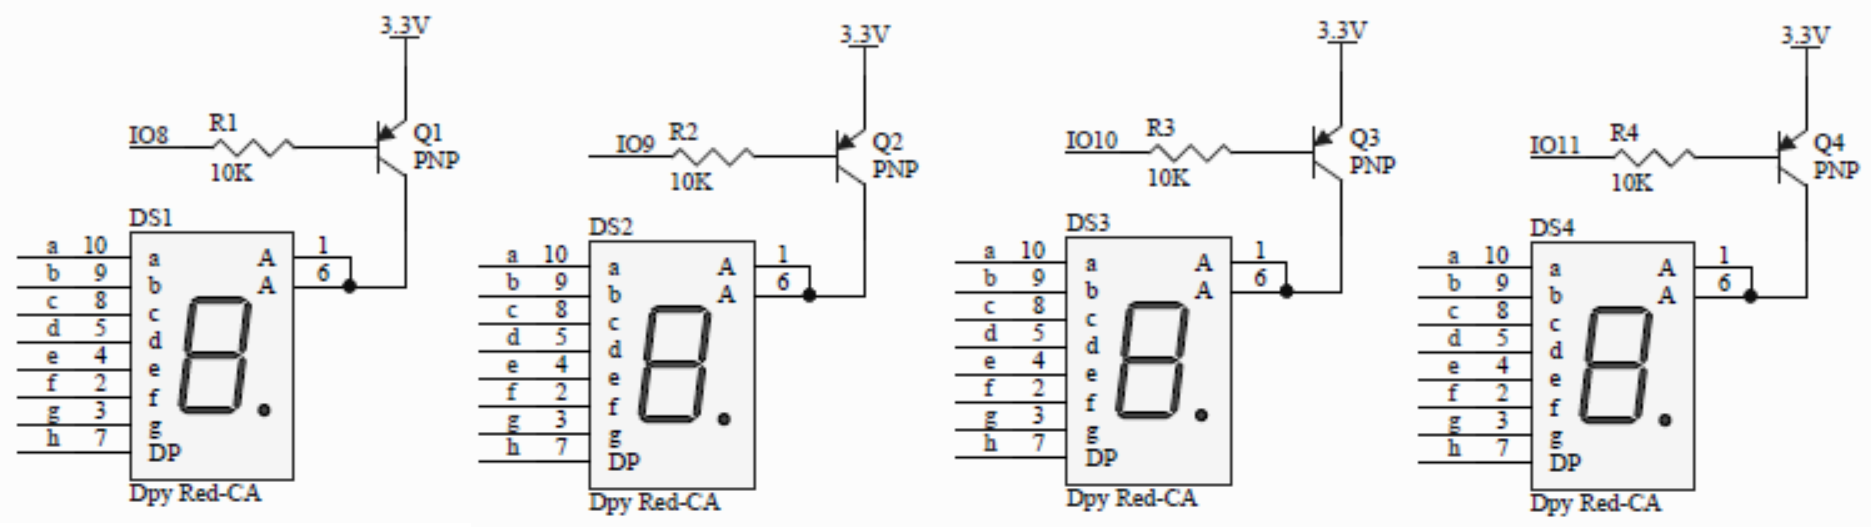 3.3V
IO8
R1
10K
Q1
PNP
DS1
a 10 a A 1
b 9 b A 6
c 8 c
d 5 d
e 4 e
f 2 f
g 3 g
h 7 DP
Dpy Red-CA
3.3V
IO9
R2
10K
Q2
PNP
DS2
a 10 a A 1
b 9 b A 6
c 8 c
d 5 d
e 4 e
f 2 f
g 3 g
h 7 DP
Dpy Red-CA
3.3V
IO10
R3
10K
Q3
PNP
DS3
a 10 a A 1
b 9 b A 6
c 8 c
d 5 d
e 4 e
f 2 f
g 3 g
h 7 DP
Dpy Red-CA
3.3V
IO11
R4
10K
Q4
PNP
DS4
a 10 a A 1
b 9 b A 6
c 8 c
d 5 d
e 4 e
f 2 f
g 3 g
h 7 DP
Dpy Red-CA